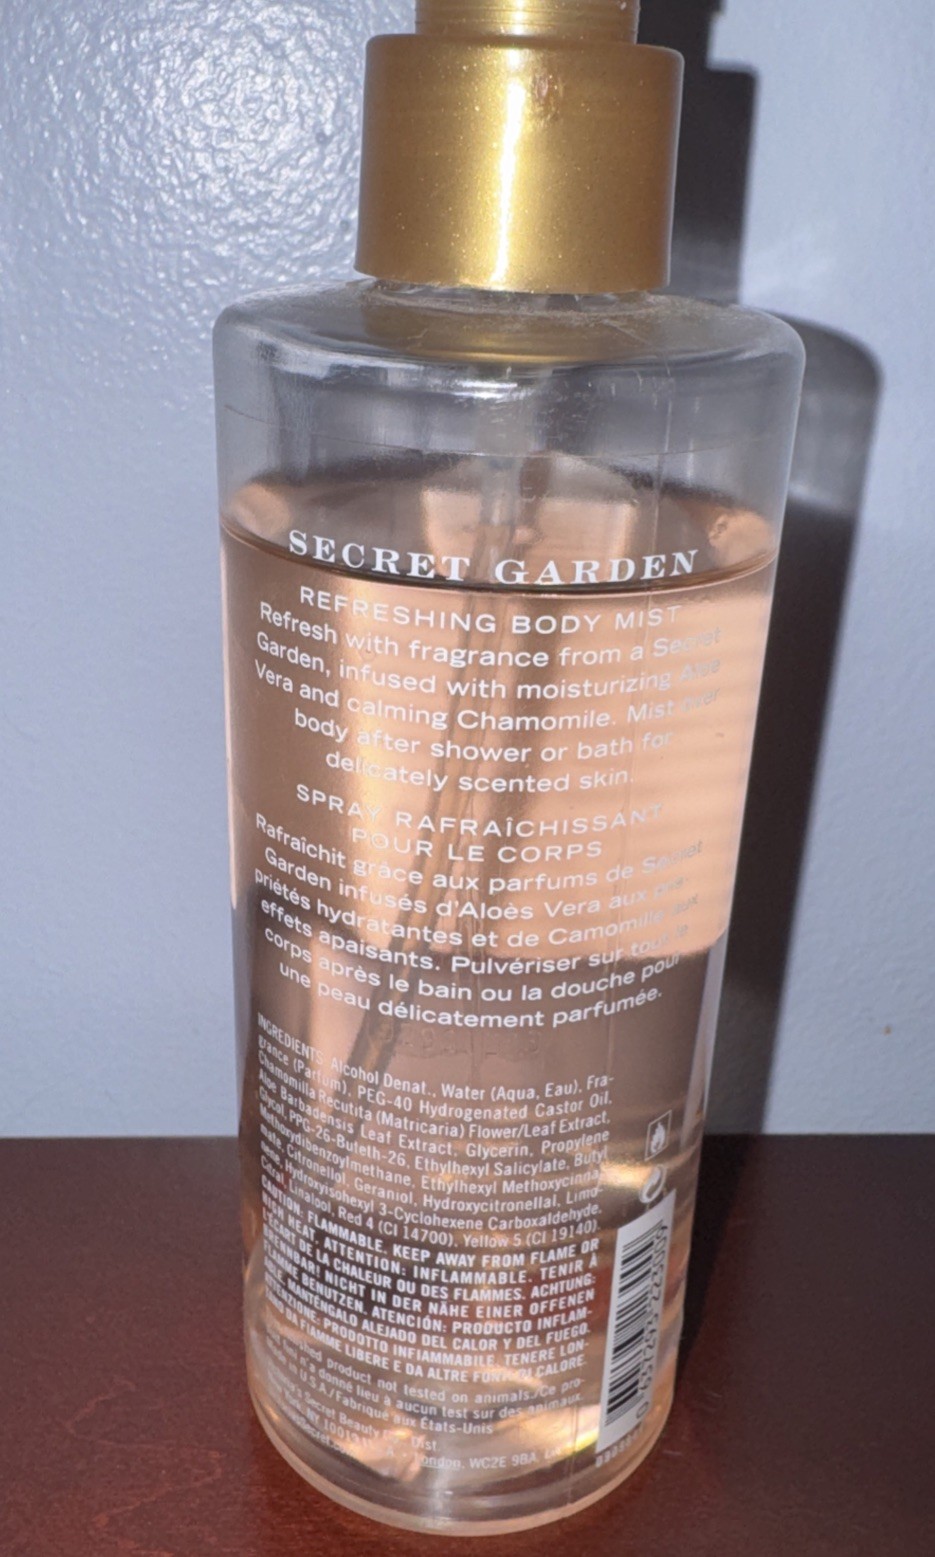 SECRET GARDEN
REFRESHING BODY MIST
Refresh with fragrance from a Secret
Garden, infused with moisturizing Aloe
Vera and calming Chamomile. Mist over
body after shower or bath for
delicately scented skin.
SPRAY RAFRAÎCHISSANT
POUR LE CORPS
Rafraîchit grâce aux parfums de Secret
Garden infusés d'Aloès Vera aux pro-
priétés hydratantes et de Camomille aux
effets apaisants. Pulvériser sur tout le
corps après le bain ou la douche pour
une peau délicatement parfumée.
INGREDIENTS: Alcohol Denat., Water (Aqua, Eau), Fra-
grance (Parfum), PEG-40 Hydrogenated Castor Oil,
Chamomilla Recutita (Matricaria) Flower/Leaf Extract,
Aloe Barbadensis Leaf Extract, Glycerin, Propylene
Glycol, PPG-26-Buteth-26, Ethylhexyl Salicylate, Butyl
Methoxydibenzoylmethane, Ethylhexyl Methoxycinna-
mate, Citronellol, Geraniol, Hydroxycitronellal, Limo-
nene, Hydroxyisohexyl 3-Cyclohexene Carboxaldehyde,
Citral, Linalool, Red 4 (CI 14700), Yellow 5 (CI 19140).
CAUTION: FLAMMABLE. KEEP AWAY FROM FLAME OR
HIGH HEAT. ATTENTION: INFLAMMABLE. TENIR À
L'ÉCART DE LA CHALEUR OU DES FLAMMES. ACHTUNG:
BRENNBAR! NICHT IN DER NÄHE EINER OFFENEN
FLAMME BENUTZEN. ATENCIÓN: PRODUCTO INFLAM-
ABLE. MANTÉNGALO ALEJADO DEL CALOR Y DEL FUEGO.
ATTENZIONE: PRODOTTO INFIAMMABILE. TENERE LON-
TANO DA FIAMME LIBERE E DA ALTRE FONTI DI CALORE.
Finished product not tested on animals./Ce pro-
duit fini n'a donné lieu à aucun test sur des animaux.
Made in U.S.A./Fabriqué aux États-Unis
Secret Beauty Dist.
NY 1001
London, WC2E 9BA,